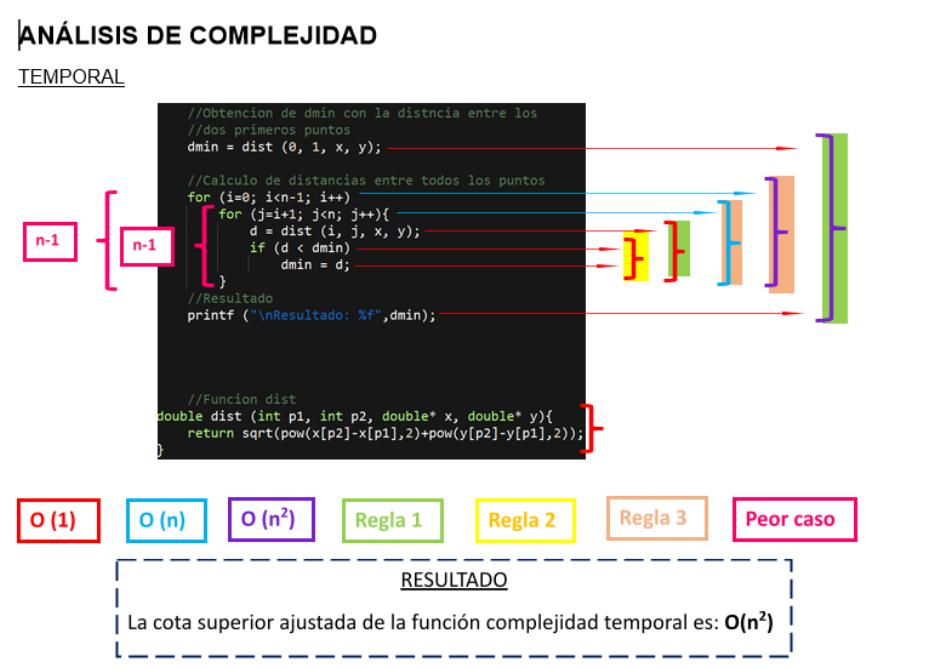 ANÁLISIS DE COMPLEJIDAD
TEMPORAL
//Obtencion de dmin con la distncia entre los
//dos primeros puntos
dmin = dist (0, 1, x, y);
//Calculo de distancias entre todos los puntos
for (i=0; i<n-1; i++)
for (j=i+1; j<n; j++){
d = dist (i, j, x, y);
if (d < dmin)
dmin = d;
}
n-1
n-1
//Resultado
printf ("\nResultado: %f",dmin);
//Funcion dist
double dist (int p1, int p2, double* x, double* y){
return sqrt(pow(x[p2]-x[p1],2)+pow(y[p2]-y[p1],2));
}
O (1)
O (n)
O (n²)
Regla 1
Regla 2
Regla 3
Peor caso
RESULTADO
La cota superior ajustada de la función complejidad temporal es: O(n²)